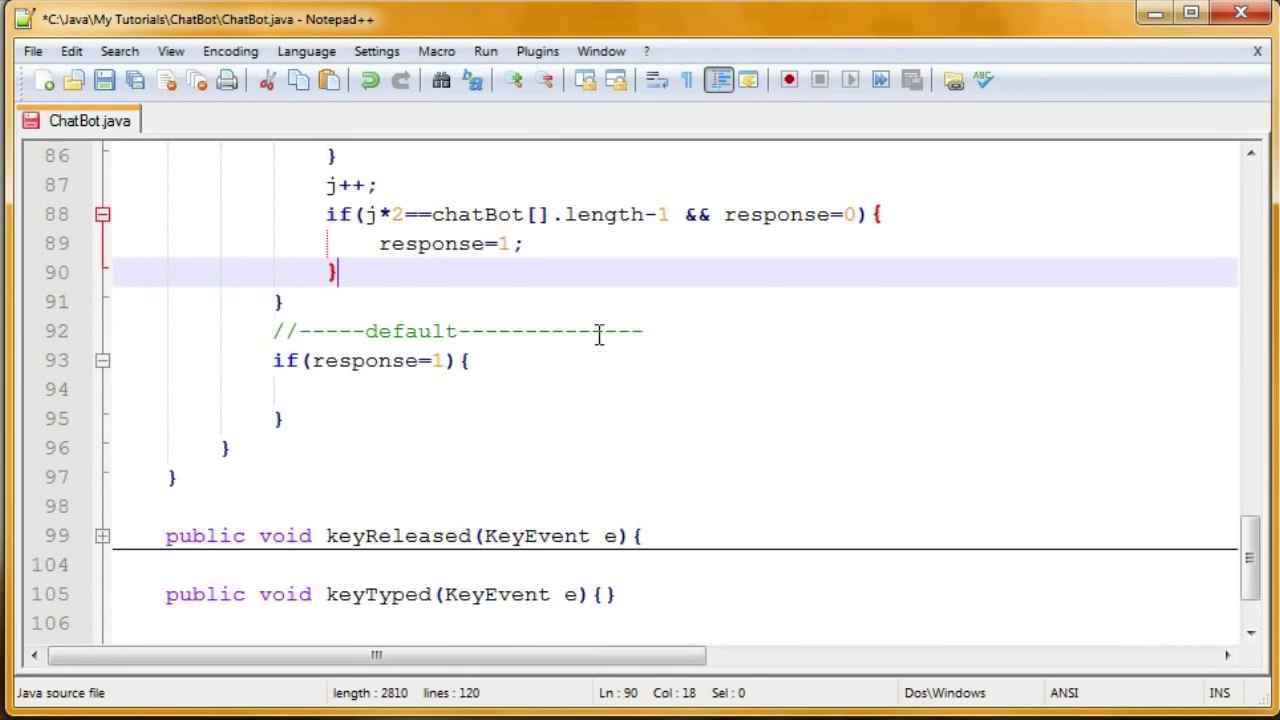 *C:\Java\My Tutorials\ChatBot\ChatBot.java - Notepad++
File Edit Search View Encoding Language Settings Macro Run Plugins Window ? X
ABC
ChatBot.java
86 }
87 j++;
88 if(j*2==chatBot[].length-1 && response=0){
89 response=1;
90 }
91 }
92 //-----default--------------
93 if(response=1){
94
95 }
96 }
97 }
98
99 public void keyReleased(KeyEvent e){
104
105 public void keyTyped(KeyEvent e){}
106
Java source file length : 2810 lines : 120 Ln : 90 Col : 18 Sel : 0 Dos\Windows ANSI INS